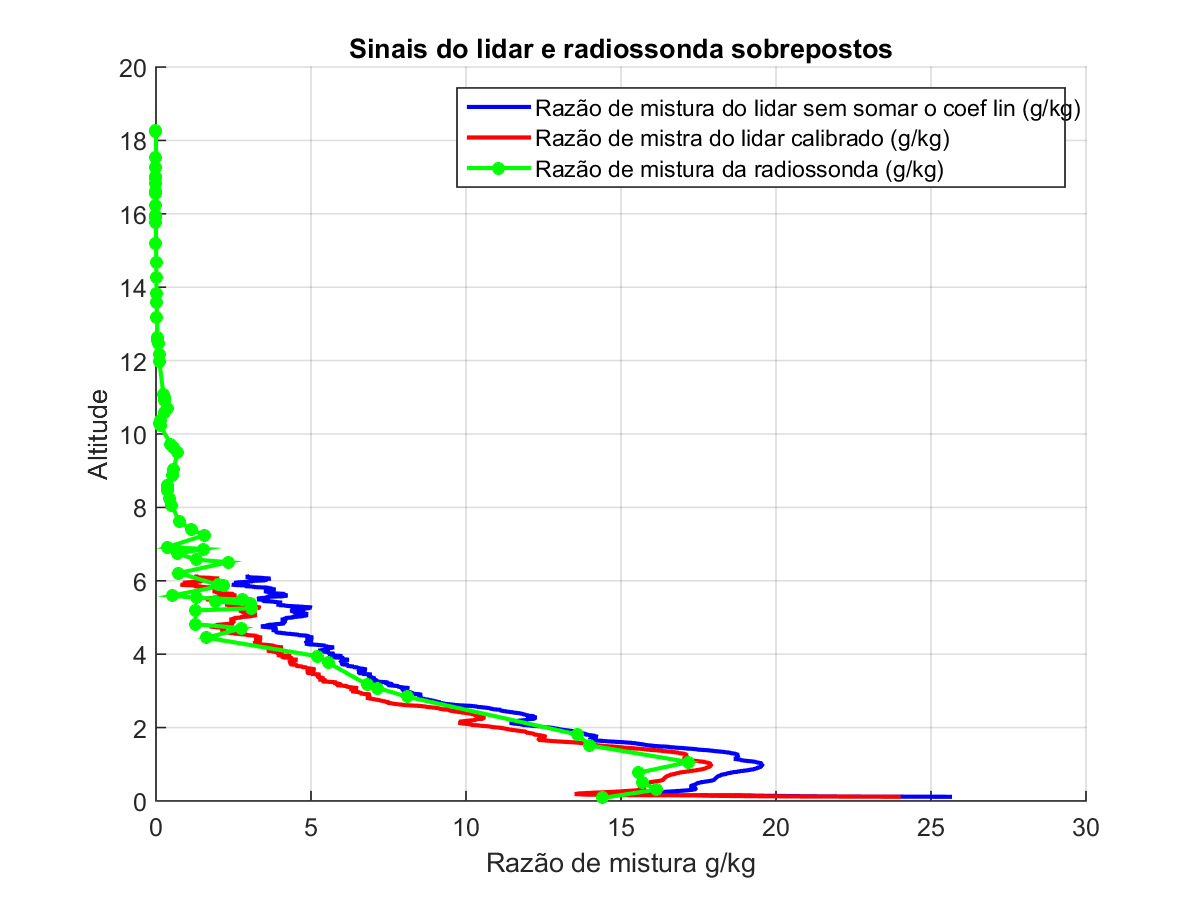 Sinais do lidar e radiossonda sobrepostos
Razão de mistura do lidar sem somar o coef lin (g/kg)
Razão de mistra do lidar calibrado (g/kg)
Razão de mistura da radiossonda (g/kg)
20
18
16
14
12
10
8
6
4
2
0
Altitude
0 5 10 15 20 25 30
Razão de mistura g/kg